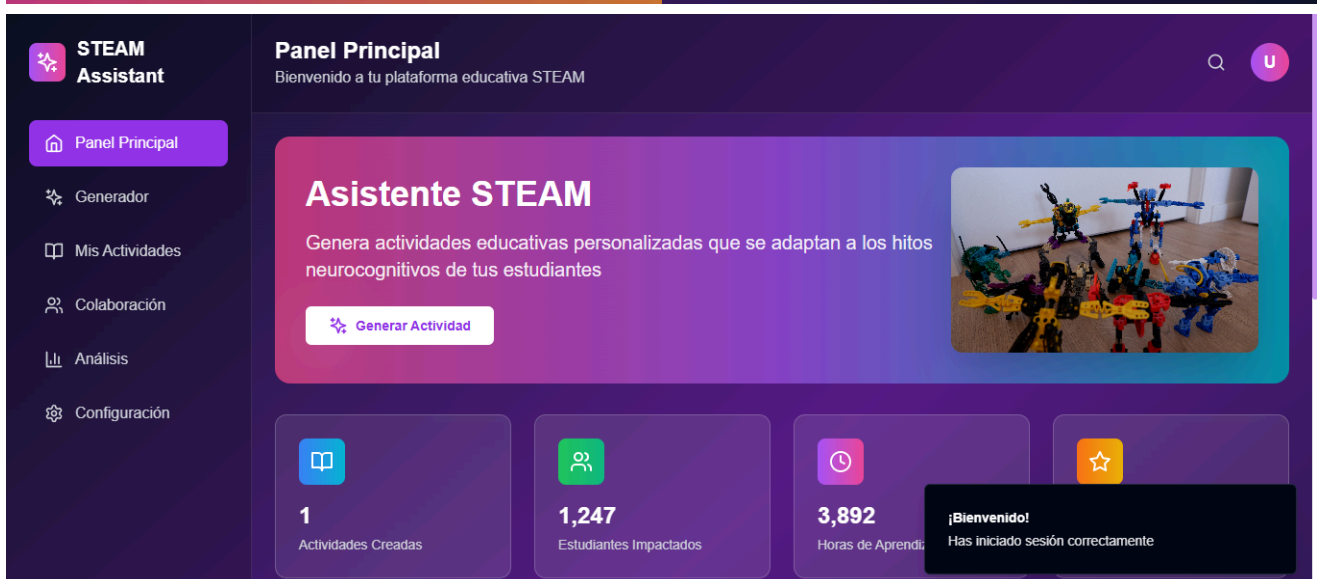 STEAM
Assistant
Panel Principal
Generador
Mis Actividades
Colaboración
Análisis
Configuración
Panel Principal
Bienvenido a tu plataforma educativa STEAM
U
Asistente STEAM
Genera actividades educativas personalizadas que se adaptan a los hitos
neurocognitivos de tus estudiantes
Generar Actividad
1
Actividades Creadas
1,247
Estudiantes Impactados
3,892
Horas de
¡Bienvenido!
Has iniciado sesión correctamente